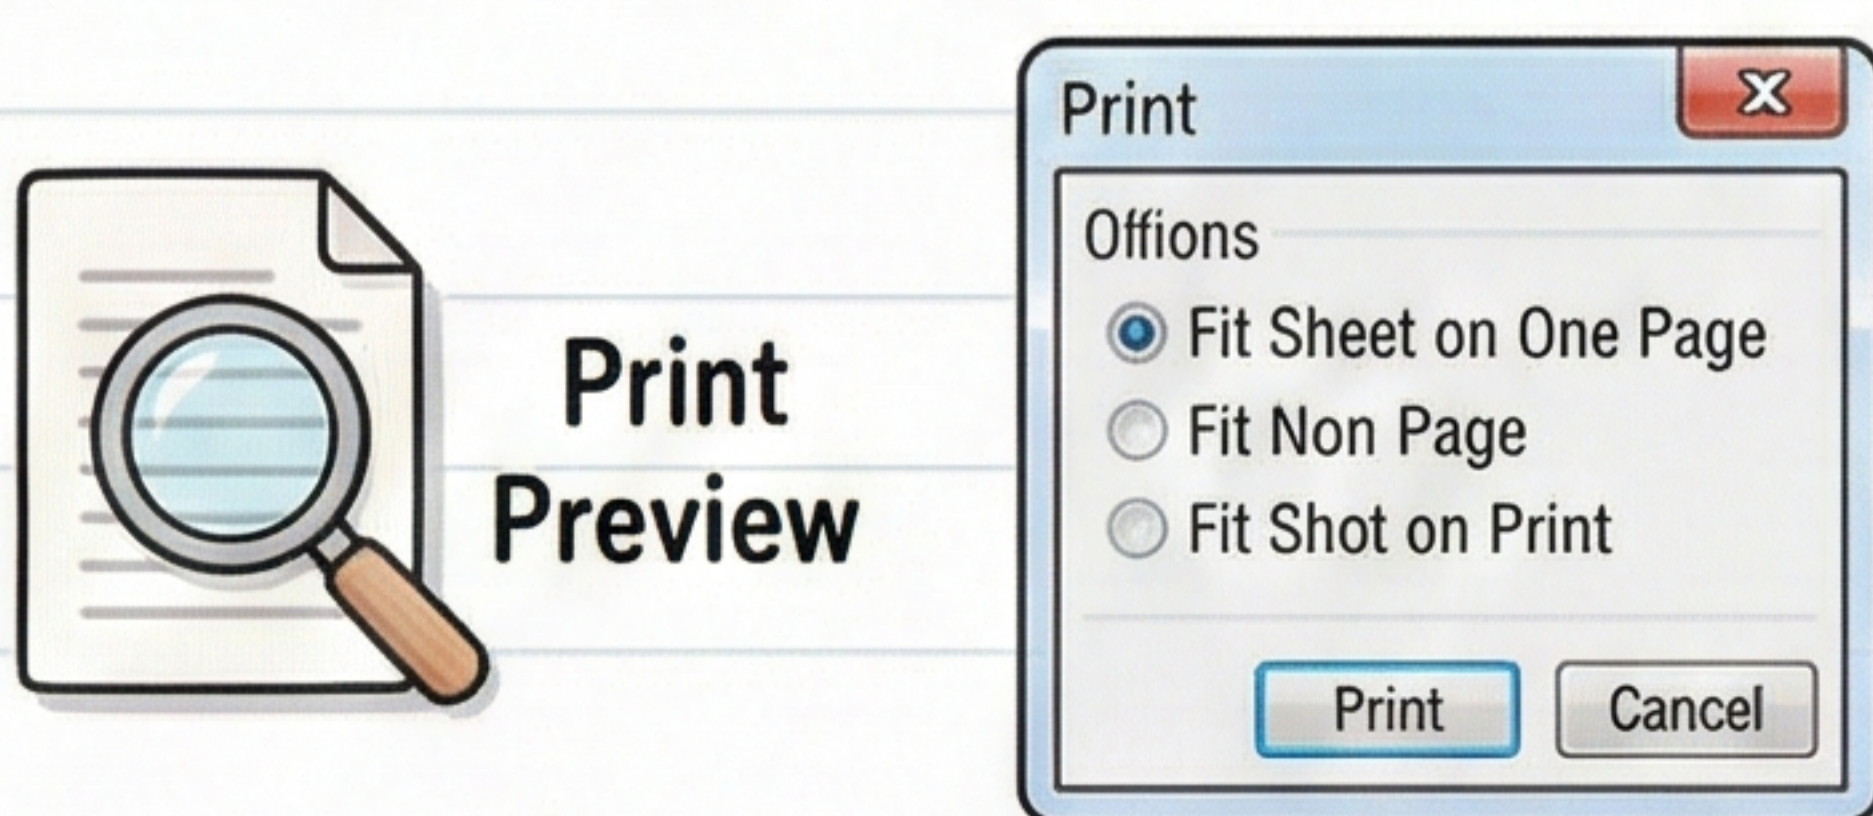 Print
Preview
Print
Offions
Fit Sheet on One Page
Fit Non Page
Fit Shot on Print
Print
Cancel